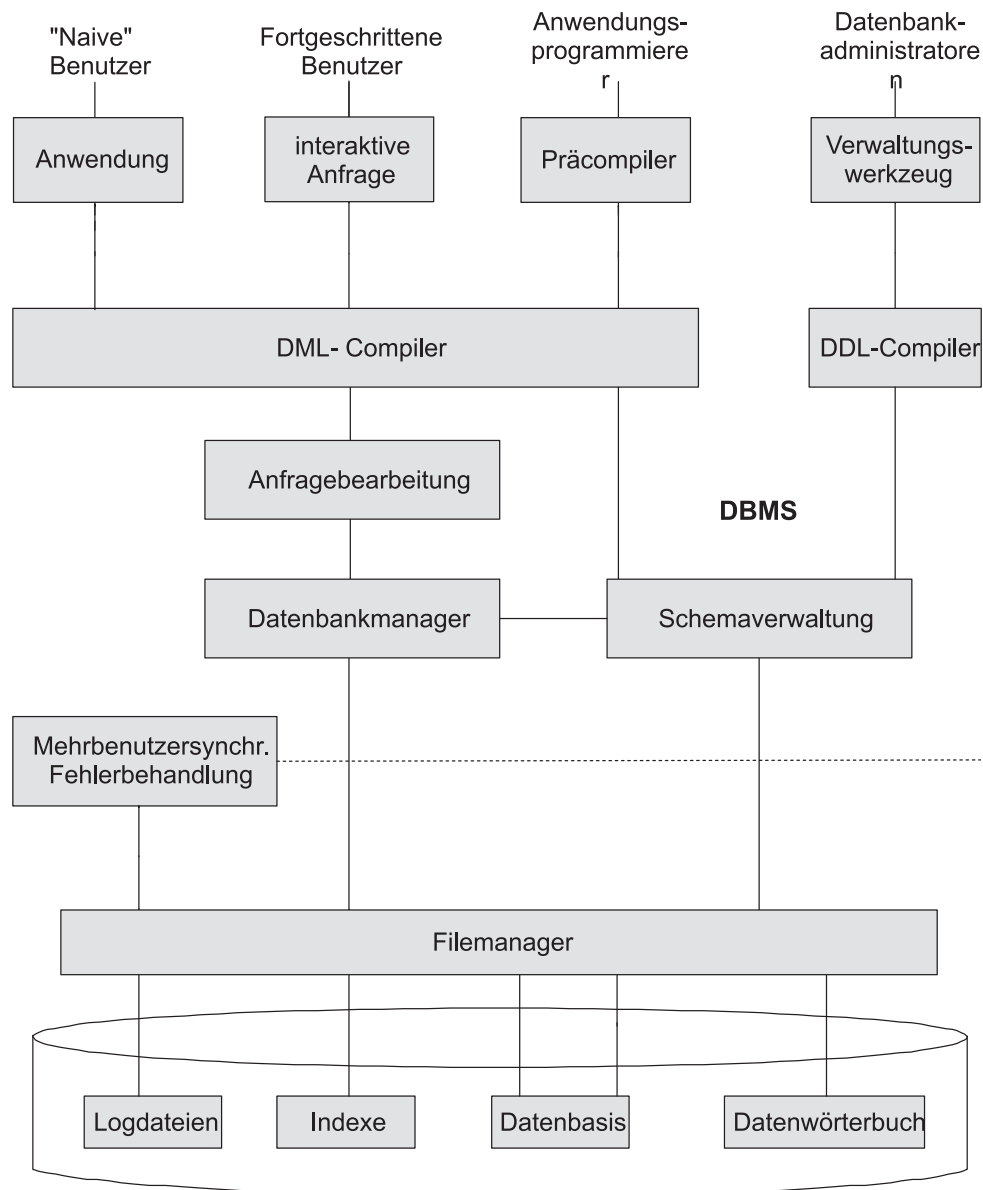 "Naive"
Benutzer
Fortgeschrittene
Benutzer
Anwendungs-
programmiere
r
Datenbank-
administratore
n
Anwendung
interaktive
Anfrage
Präcompiler
Verwaltungs-
werkzeug
DML- Compiler
DDL-Compiler
Anfragebearbeitung
DBMS
Datenbankmanager
Schemaverwaltung
Mehrbenutzersynchr.
Fehlerbehandlung
Filemanager
Logdateien
Indexe
Datenbasis
Datenwörterbuch